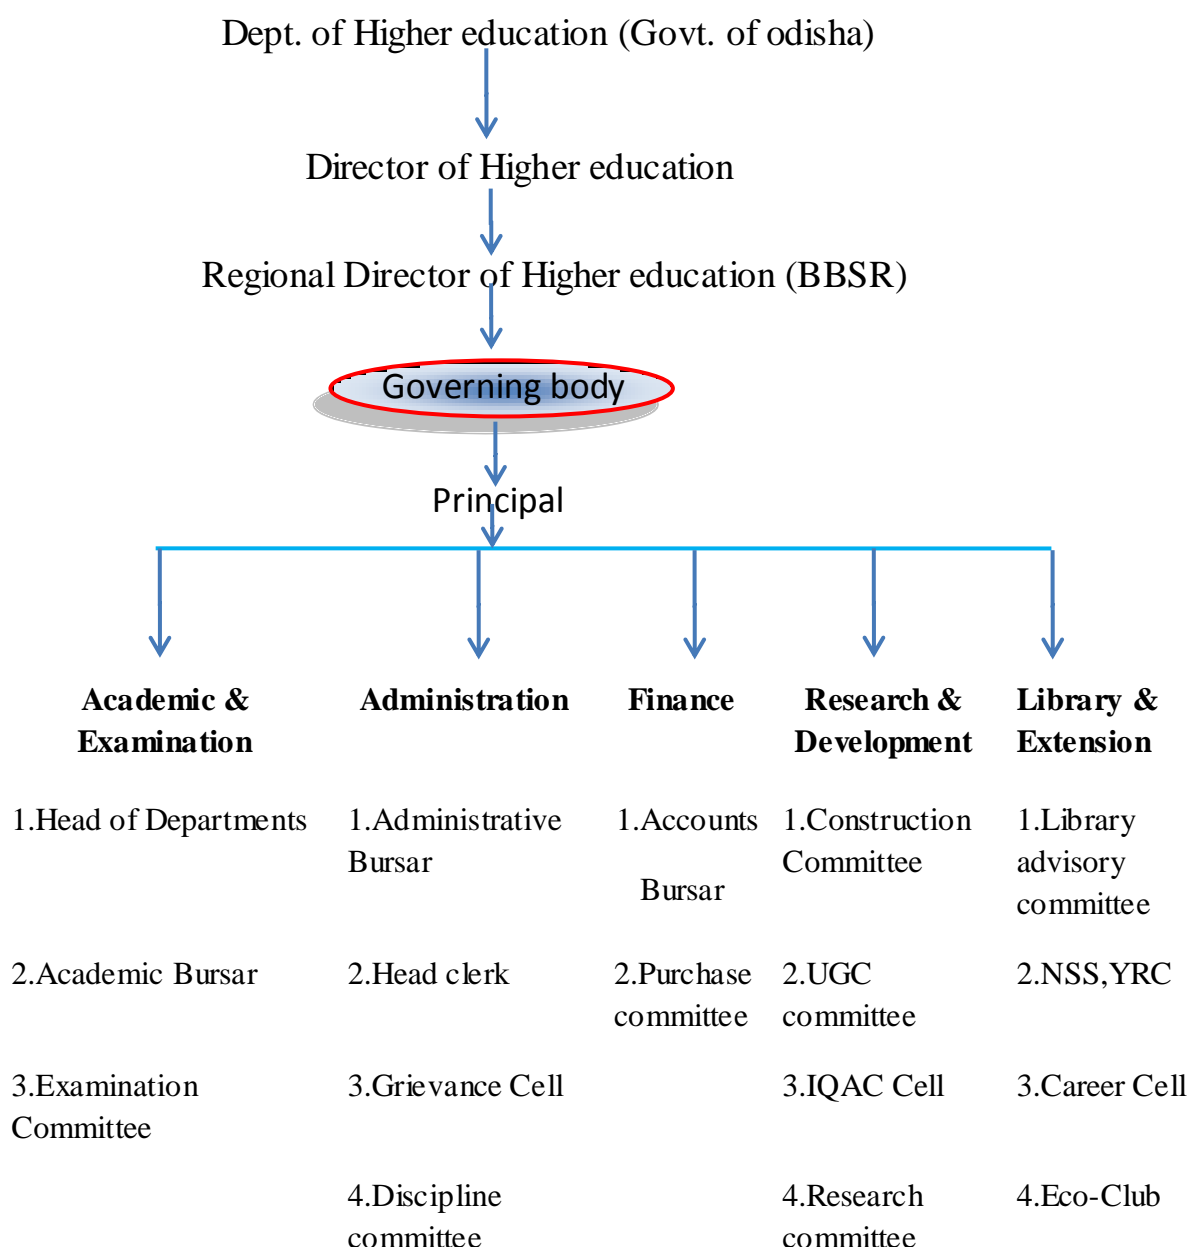 Dept. of Higher education (Govt. of odisha)
Director of Higher education
Regional Director of Higher education (BBSR)
Governing body
Principal
Academic &
Examination
Administration
Finance
Research &
Development
Library &
Extension
1.Head of Departments
1.Administrative
Bursar
1.Accounts
Bursar
1.Construction
Committee
1.Library
advisory
committee
2.Academic Bursar
2.Head clerk
2.Purchase
committee
2.UGC
committee
2.NSS,YRC
3.Examination
Committee
3.Grievance Cell
3.IQAC Cell
3.Career Cell
4.Discipline
committee
4.Research
committee
4.Eco-Club